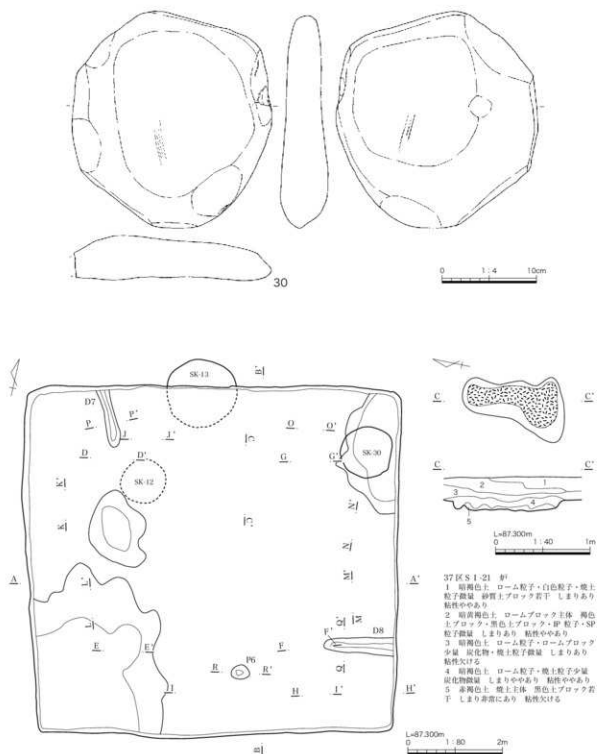 30
0 1：4 10cm
SK-13
B'
D7
P
P'
J
J'
O
O'
C
C'
D
D'
G
G'
SK-30
C
SK-12
K'
K
C'
N'
N
C
C'
1
2
3
4
5
L=87.300m
0 1：40 1m
A
A'
L'
M'
L
Q'
M
F'
D8
E
E'
F
P6
R
R'
Q
I
H
I'
H'
B
L=87.300m
0 1：80 2m
37区ＳＩ-21 炉
1 暗褐色土 ローム粒子・白色粒子・焼土
粒子微量 砂質土ブロック若干 しまりあり
粘性ややあり
2 暗黄褐色土 ロームブロック主体 褐色
土ブロック・黒色土ブロック・IP 粒子・SP
粒子微量 しまりあり 粘性ややあり
3 暗褐色土 ローム粒子・ロームブロック
少量 炭化物・焼土粒子微量 しまりあり
粘性欠ける
4 暗褐色土 ローム粒子・焼土粒子少量
炭化物微量 しまりややあり 粘性ややあり
5 赤褐色土 焼土主体 黒色土ブロック若
干 しまり非常にあり 粘性欠ける